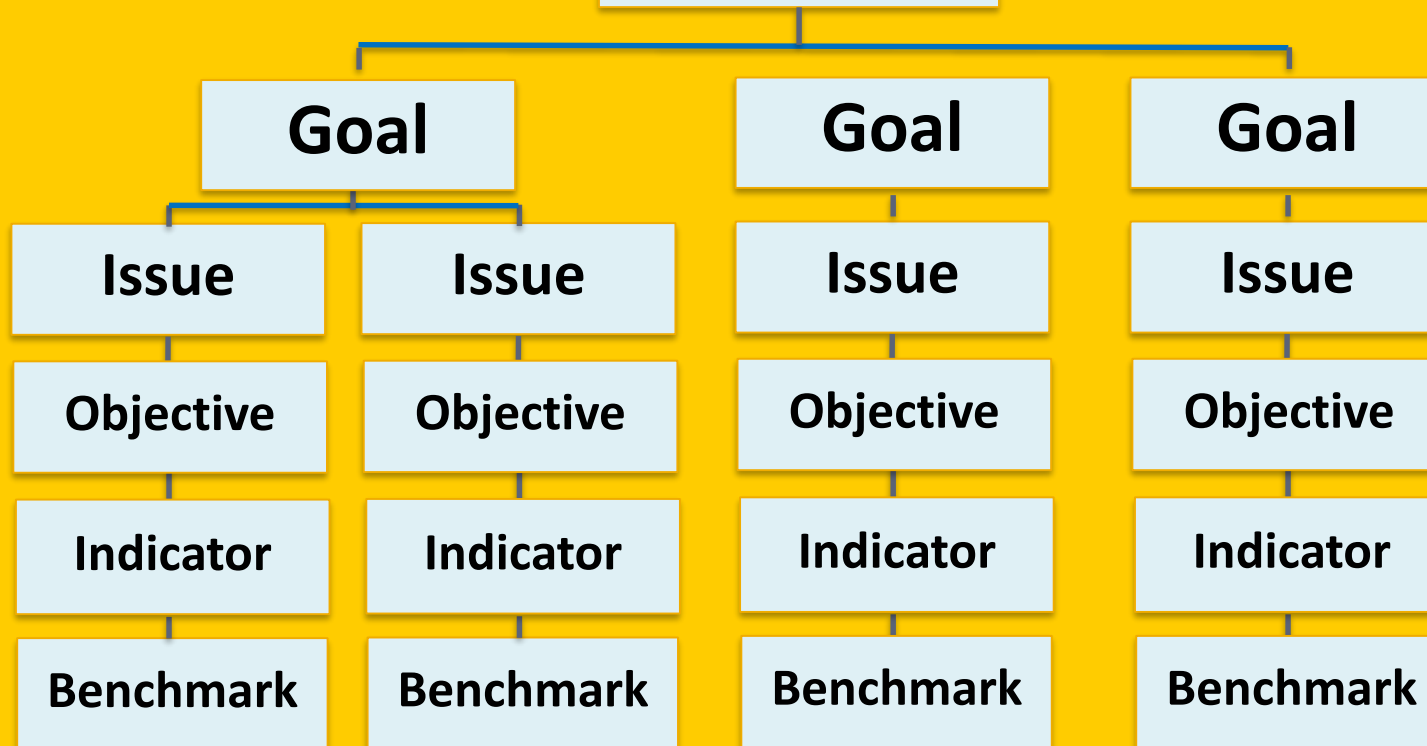 Goal Goal Goal
Issue Issue Issue Issue
Objective Objective Objective Objective
Indicator Indicator Indicator Indicator
Benchmark Benchmark Benchmark Benchmark